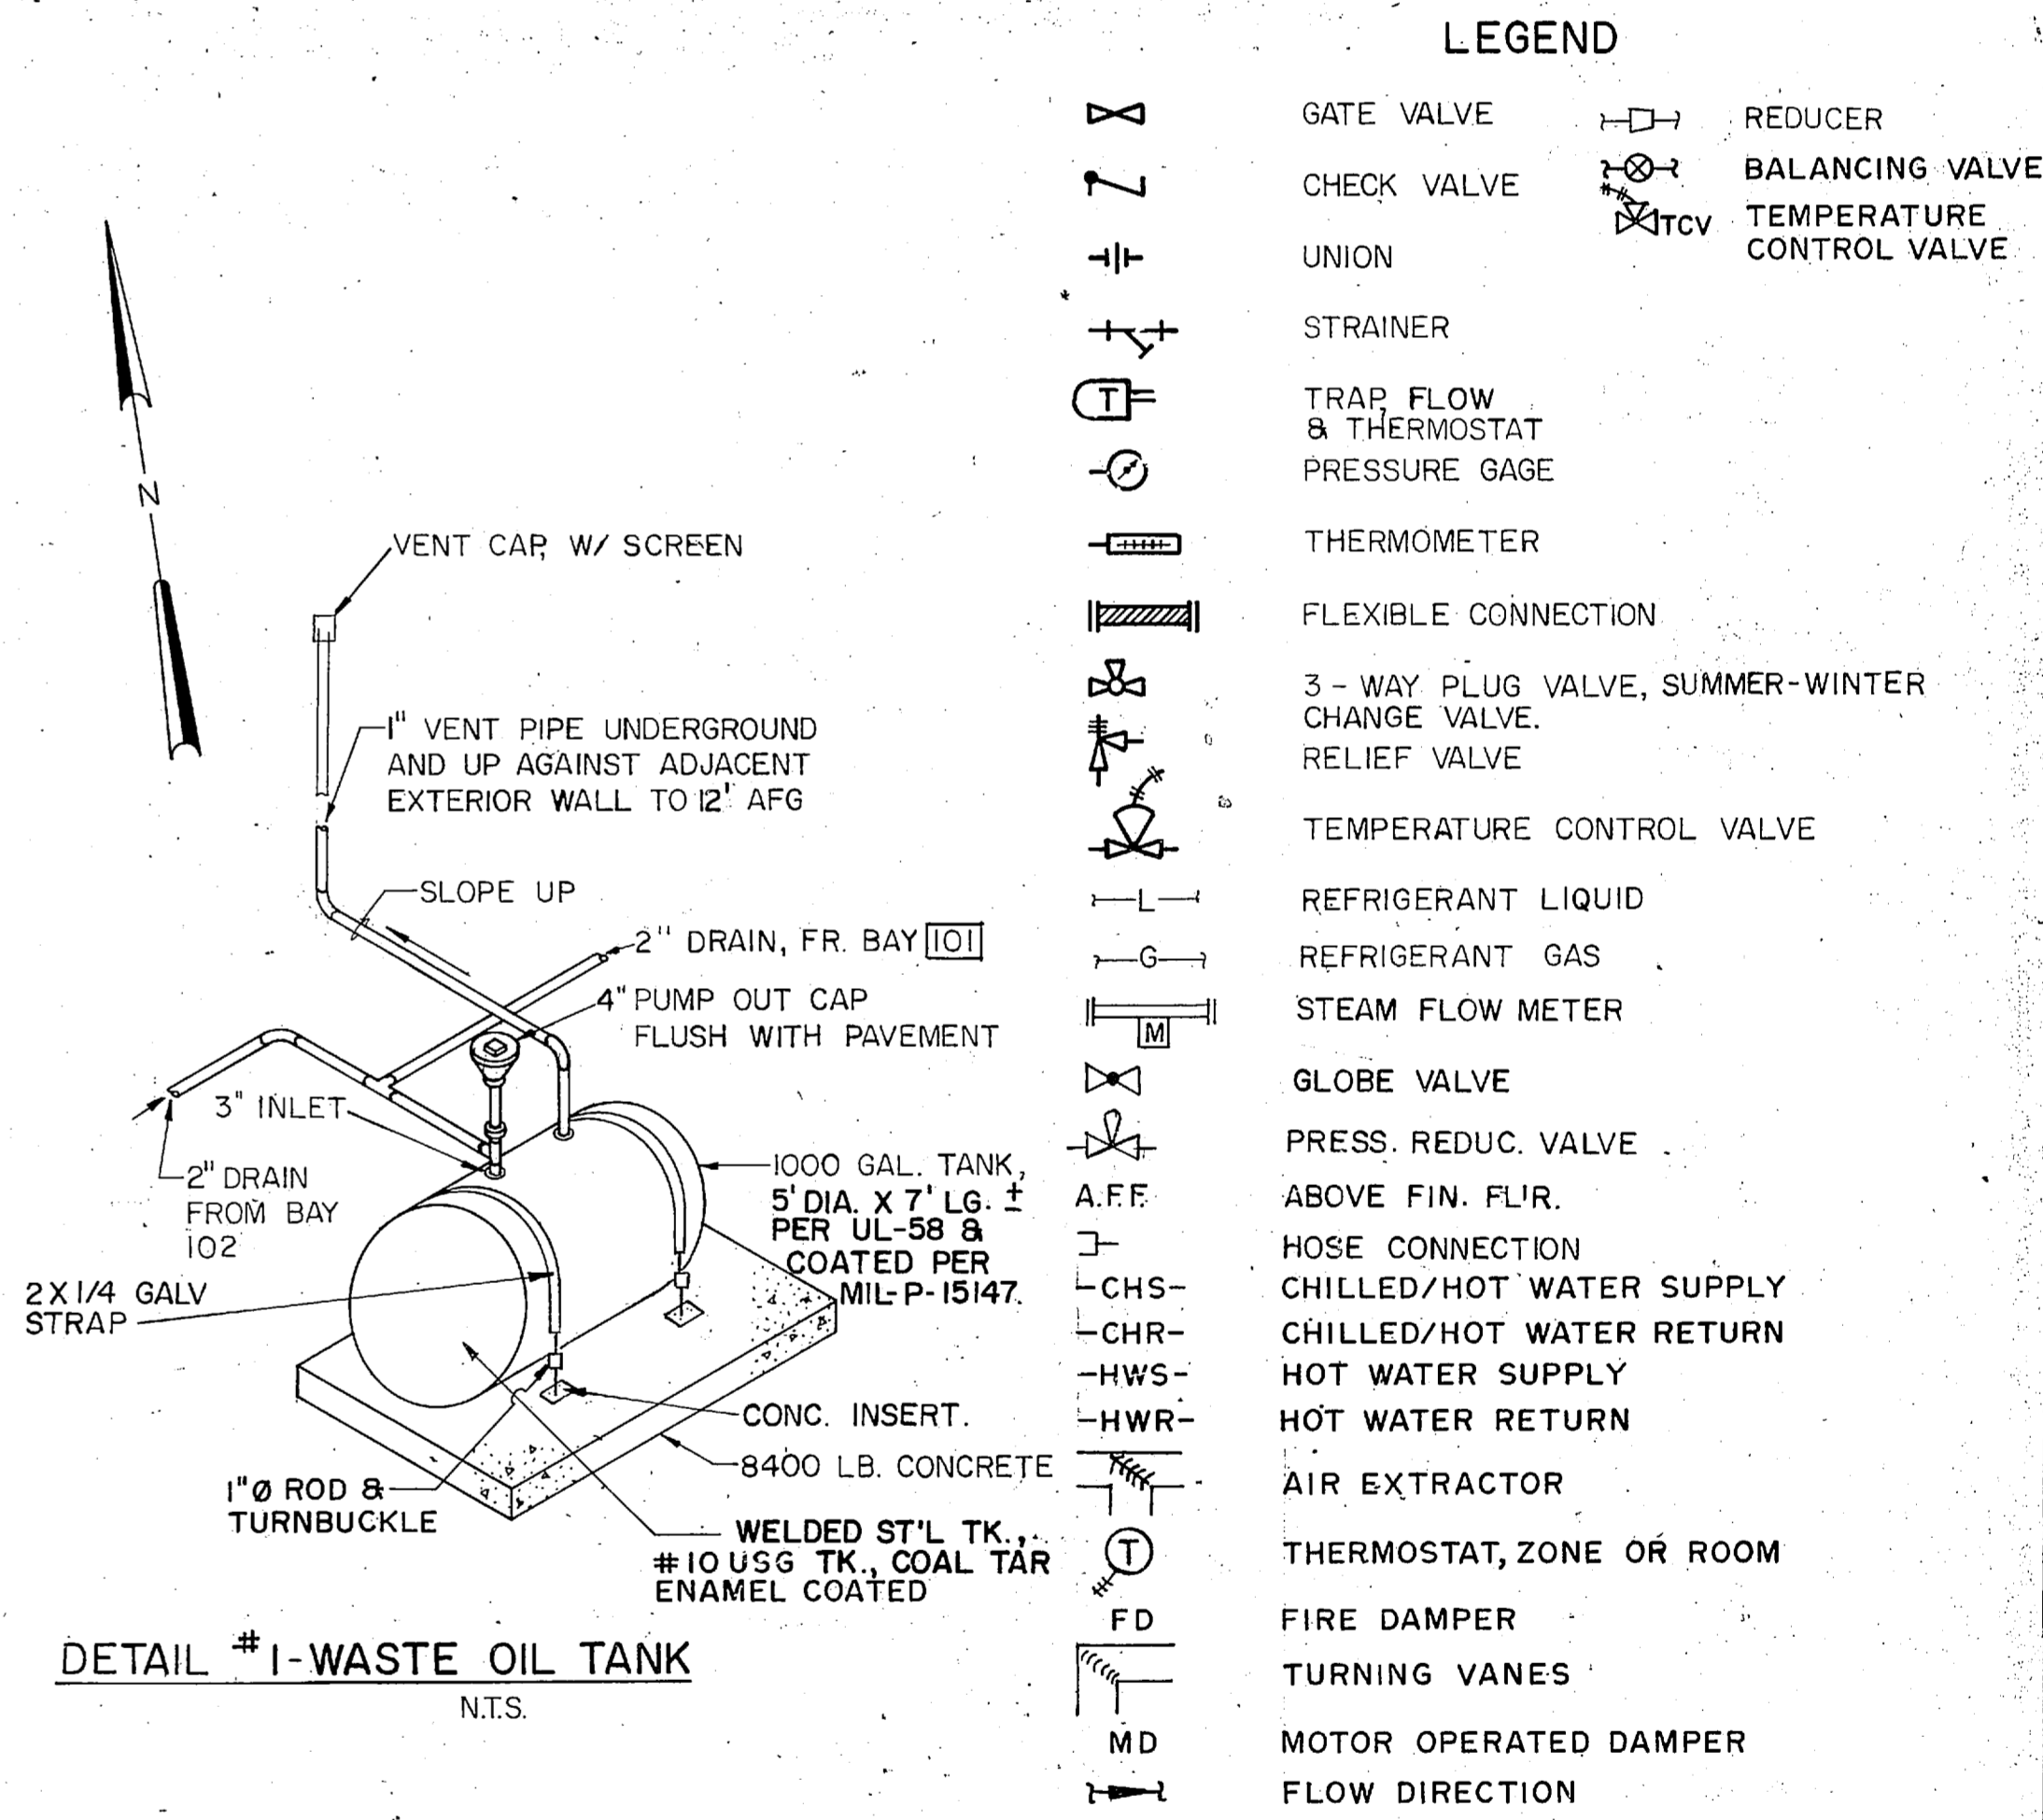 LEGEND
GATE VALVE
CHECK VALVE
UNION
STRAINER
T
TRAP, FLOW
& THERMOSTAT
PRESSURE GAGE
THERMOMETER
FLEXIBLE CONNECTION
3-WAY PLUG VALVE, SUMMER-WINTER
CHANGE VALVE.
RELIEF VALVE
TEMPERATURE CONTROL VALVE
L REFRIGERANT LIQUID
G REFRIGERANT GAS
M STEAM FLOW METER
GLOBE VALVE
PRESS. REDUC. VALVE
A.F.F. ABOVE FIN. FL'R.
HOSE CONNECTION
-CHS- CHILLED/HOT WATER SUPPLY
-CHR- CHILLED/HOT WATER RETURN
-HWS- HOT WATER SUPPLY
-HWR- HOT WATER RETURN
AIR EXTRACTOR
T THERMOSTAT, ZONE OR ROOM
FD FIRE DAMPER
TURNING VANES
MD MOTOR OPERATED DAMPER
FLOW DIRECTION
REDUCER
BALANCING VALVE
TCV TEMPERATURE
CONTROL VALVE
N
VENT CAP, W/ SCREEN
1" VENT PIPE UNDERGROUND
AND UP AGAINST ADJACENT
EXTERIOR WALL TO 12' AFG
SLOPE UP
2" DRAIN, FR. BAY 101
4" PUMP OUT CAP
FLUSH WITH PAVEMENT
3" INLET
2" DRAIN
FROM BAY
102
1000 GAL. TANK,
5' DIA. X 7' LG. ±
PER UL-58 &
COATED PER
MIL-P-15147.
2 X 1/4 GALV
STRAP
CONC. INSERT.
8400 LB. CONCRETE
1"Ø ROD &
TURNBUCKLE
WELDED ST'L TK.,
#10 USG TK., COAL TAR
ENAMEL COATED
DETAIL #1-WASTE OIL TANK
N.T.S.